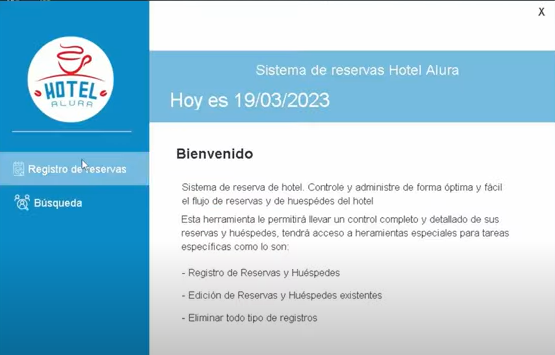 X
HOTEL
ALURA
Sistema de reservas Hotel Alura
Hoy es 19/03/2023
Registro de reservas
Búsqueda
Bienvenido
Sistema de reserva de hotel. Controle y administre de forma óptima y fácil
el flujo de reservas y de huespédes del hotel
Esta herramienta le permitirá llevar un control completo y detallado de sus
reservas y huéspedes, tendrá acceso a heramientas especiales para tareas
específicas como lo son:
- Registro de Reservas y Huéspedes
- Edición de Reservas y Huéspedes existentes
- Eliminar todo tipo de registros